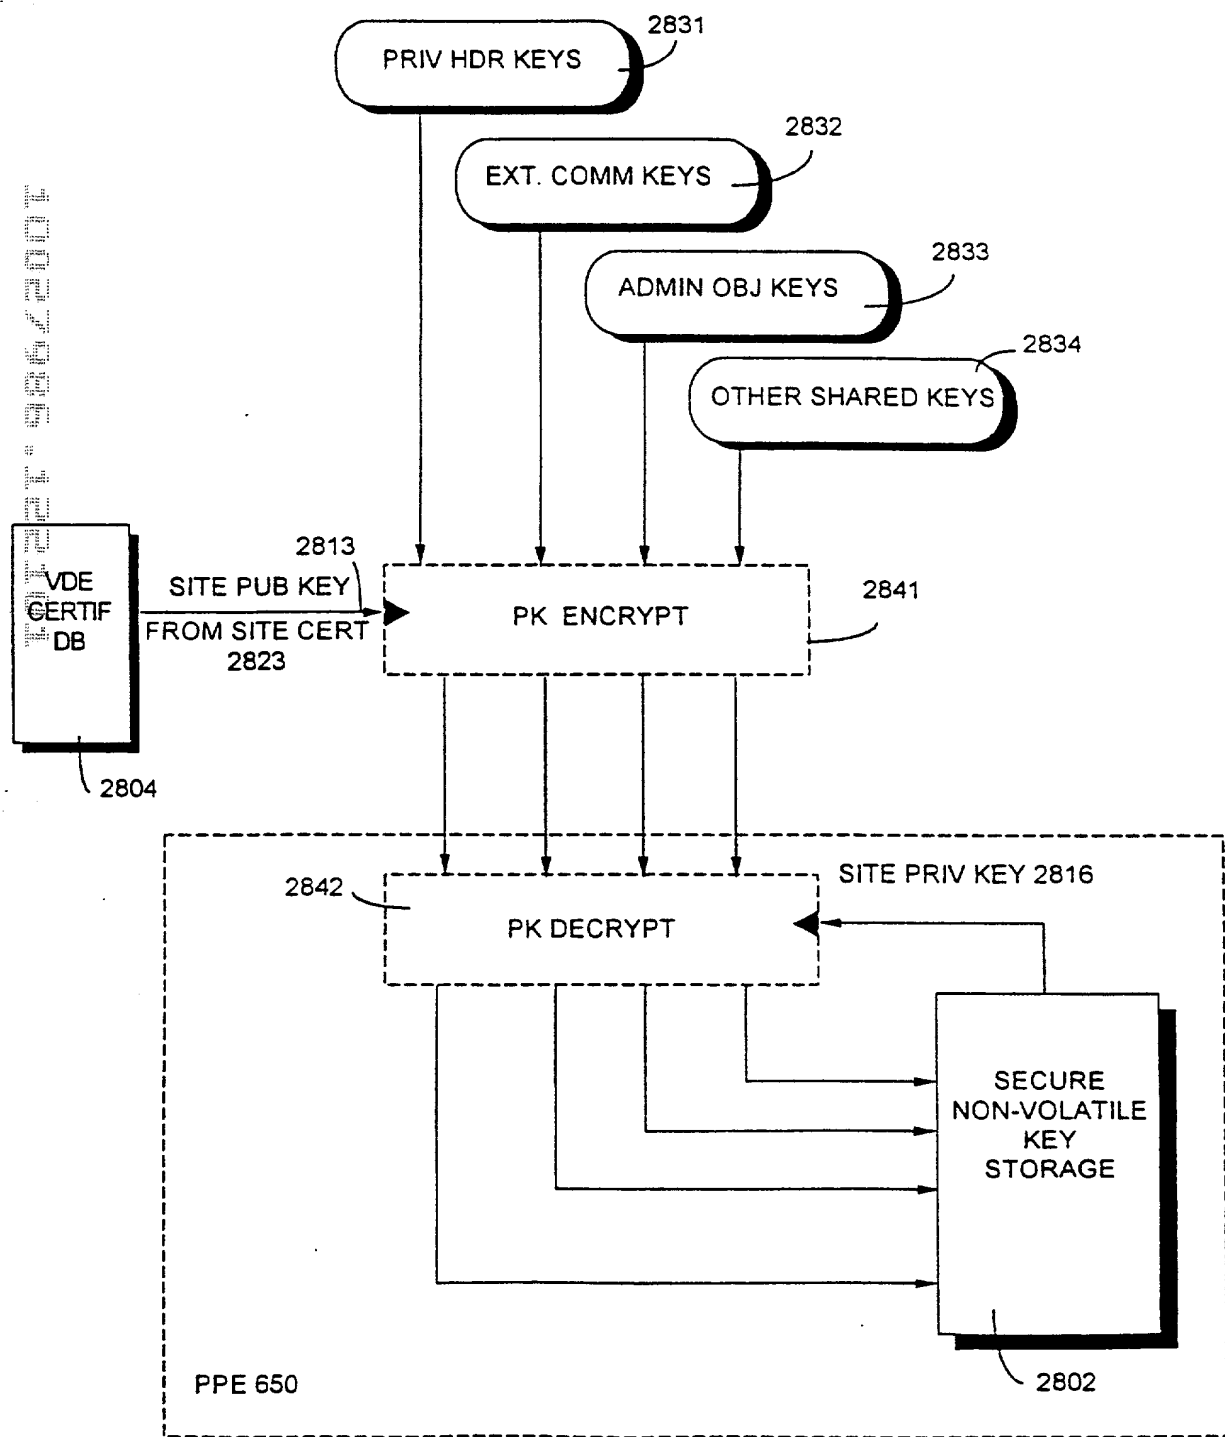 2831
PRIV HDR KEYS
2832
EXT. COMM KEYS
2833
ADMIN OBJ KEYS
2834
OTHER SHARED KEYS
10027986.122101
2813
VDE
CERTIF
DB
SITE PUB KEY
FROM SITE CERT
2823
PK ENCRYPT
2841
2804
2842
PK DECRYPT
SITE PRIV KEY 2816
SECURE
NON-VOLATILE
KEY
STORAGE
PPE 650
2802